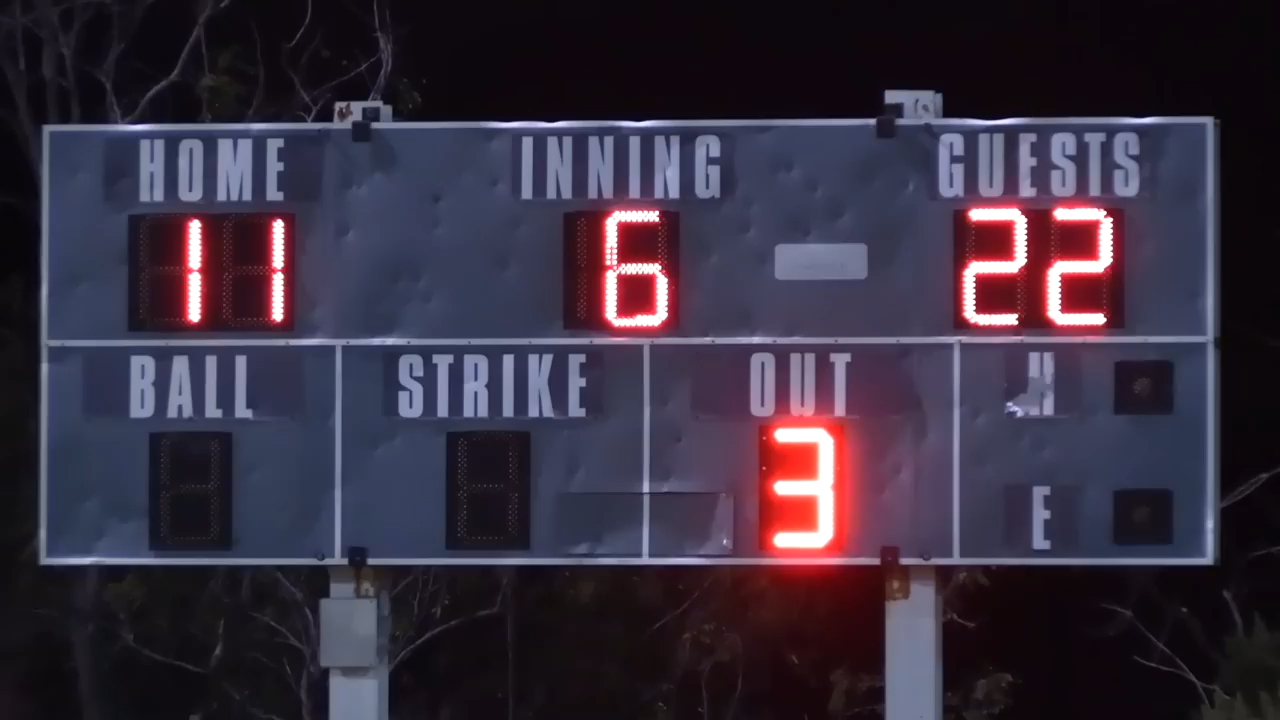 HOME INNING GUESTS
11 6 22
BALL STRIKE OUT H
3
E